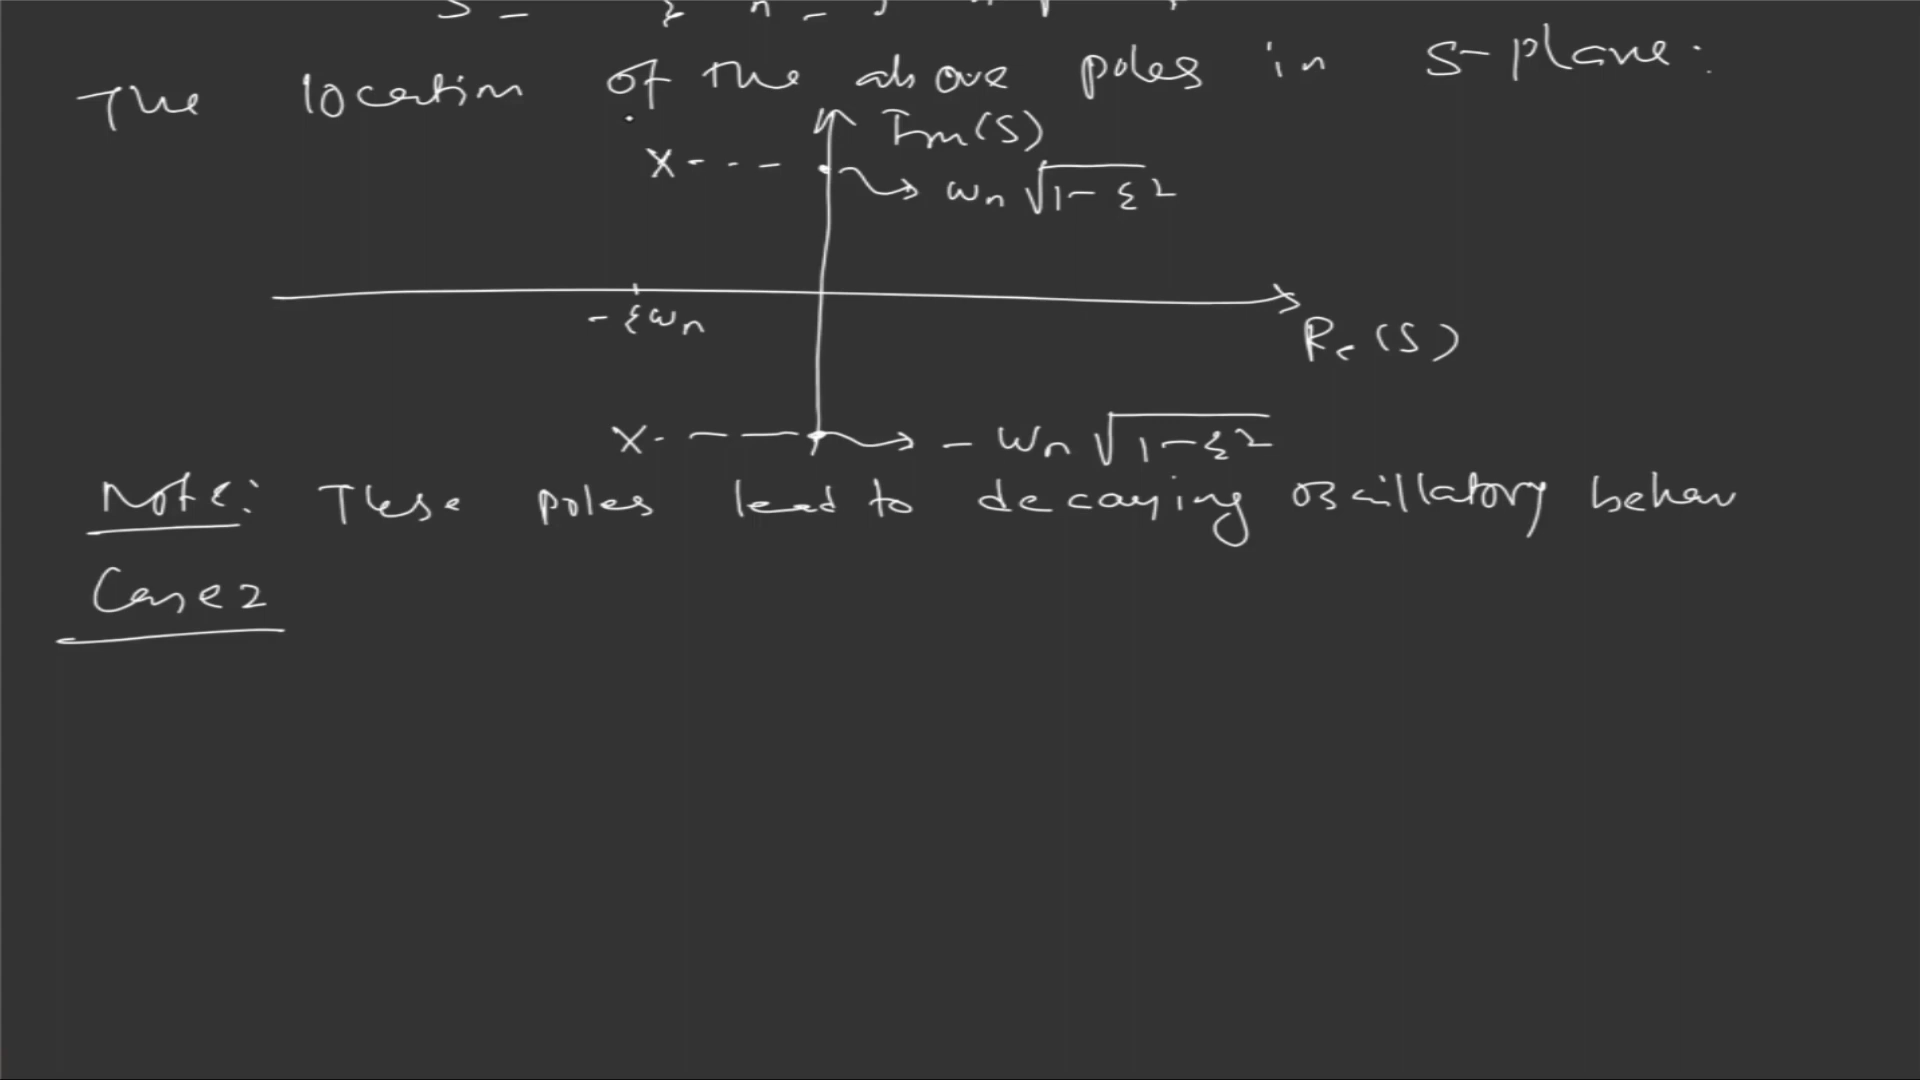 The location of the above poles in S-plane:
Im(S)
X
ωn √1-ξ²
-ξωn
Re(S)
X
-ωn √1-ξ²
Note: These poles lead to decaying oscillatory behav
Case 2